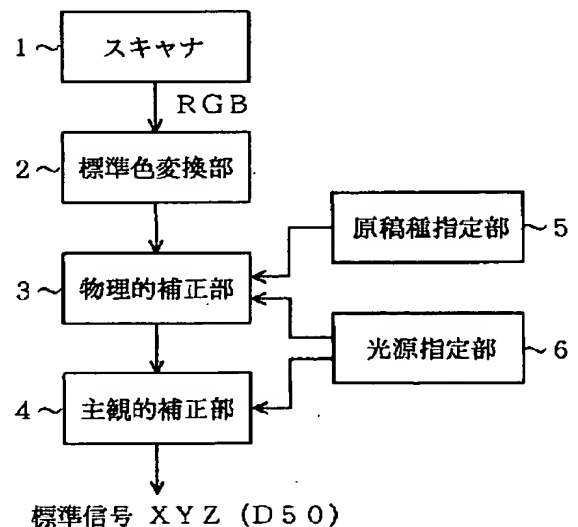 1 スキャナ
RGB
2 標準色変換部
原稿種指定部 5
3 物理的補正部
光源指定部 6
4 主観的補正部
標準信号 XYZ (D50)